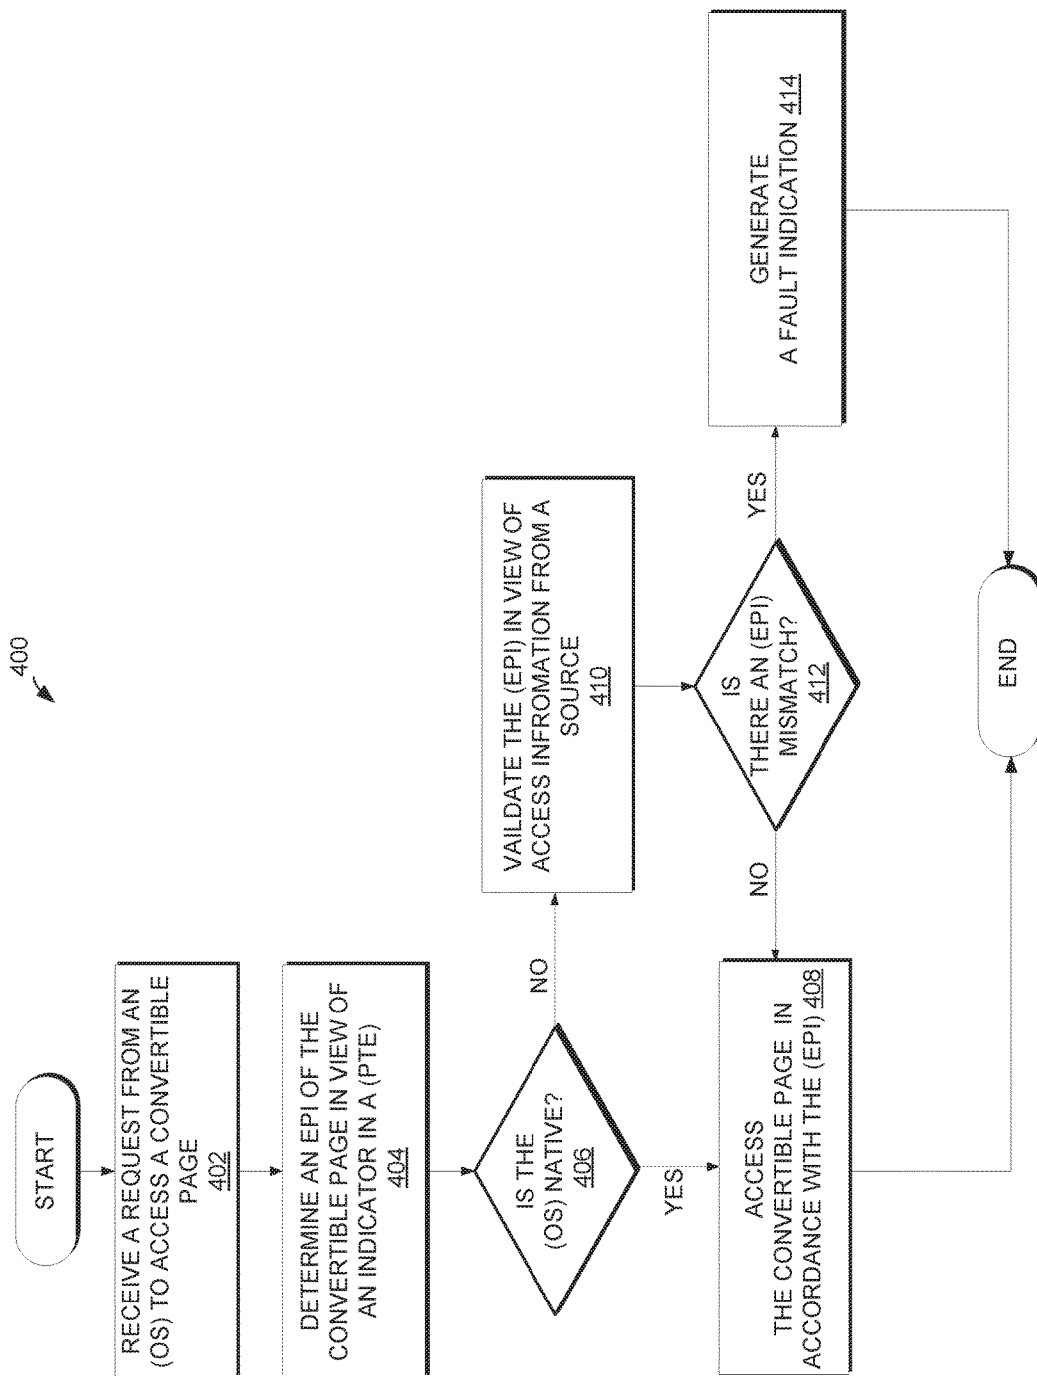 400
START
RECEIVE A REQUEST FROM AN
(OS) TO ACCESS A CONVERTIBLE
PAGE
402
DETERMINE AN EPI OF THE
CONVERTIBLE PAGE IN VIEW OF
AN INDICATOR IN A (PTE)
404
IS THE
(OS) NATIVE?
406
NO
YES
VAILDATE THE (EPI) IN VIEW OF
ACCESS INFROMATION FROM A
SOURCE
410
IS
THERE AN (EPI)
MISMATCH?
412
NO
YES
ACCESS
THE CONVERTIBLE PAGE IN
ACCORDANCE WITH THE (EPI) 408
GENERATE
A FAULT INDICATION 414
END